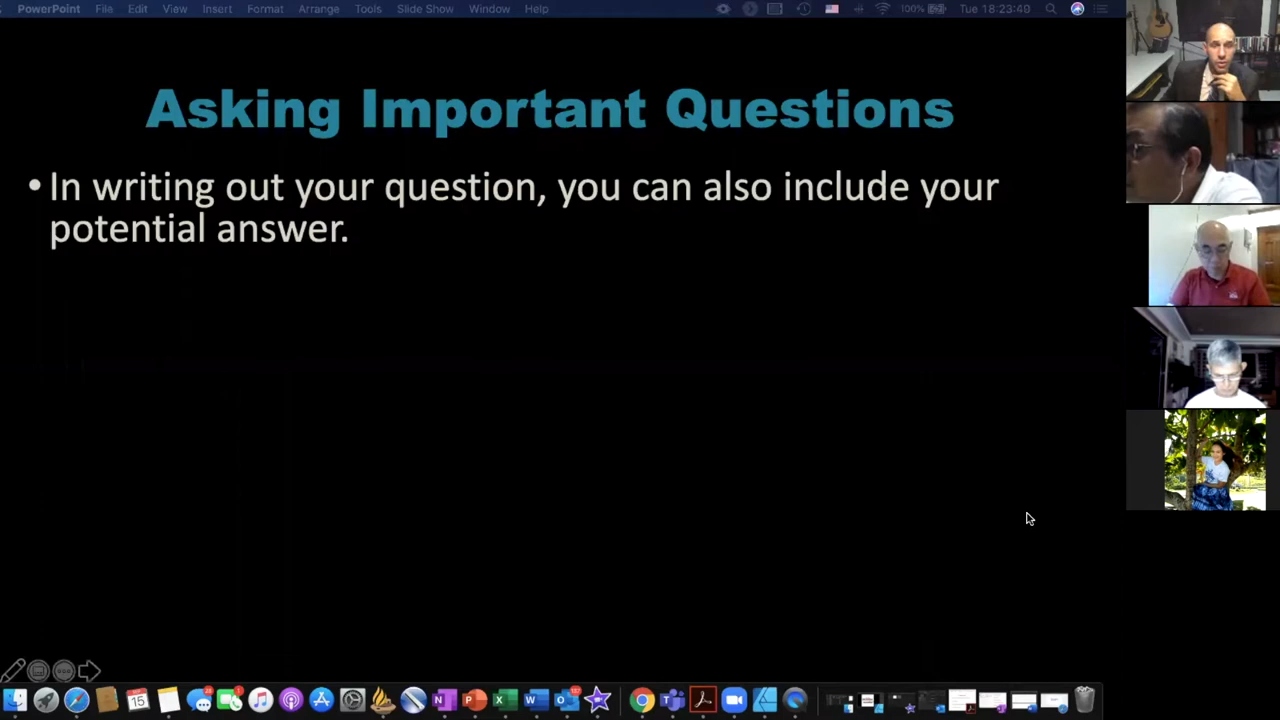 PowerPoint File Edit View Insert Format Arrange Tools Slide Show Window Help 100% Tue 18:23:40
Asking Important Questions
• In writing out your question, you can also include your
potential answer.
15